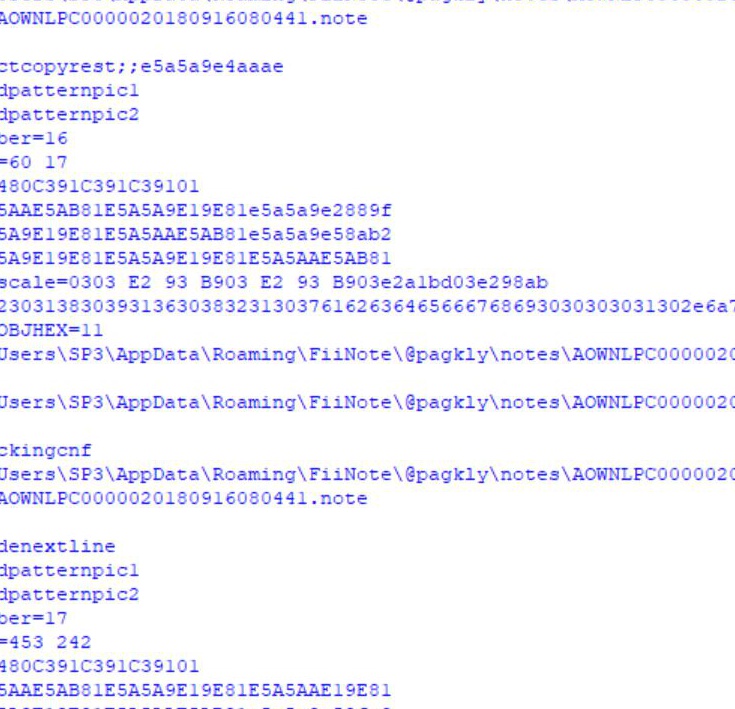 AOWNLPC0000020180916080441.note
ctcopyrest;;e5a5a9e4aaae
dpatternpic1
dpatternpic2
ber=16
=60 17
480C391C391C39101
5AAE5AB81E5A5A9E19E81e5a5a9e2889f
5A9E19E81E5A5AAE5AB81e5a5a9e58ab2
5A9E19E81E5A5A9E19E81E5A5AAE5AB81
scale=0303 E2 93 B903 E2 93 B903e2a1bd03e298ab
230313830393136303832313037616263646566676869303030303031302e6a7
OBJHEX=11
Users\SP3\AppData\Roaming\FiiNote\@pagkly\notes\AOWNLPC0000020
Users\SP3\AppData\Roaming\FiiNote\@pagkly\notes\AOWNLPC0000020
ckingcnf
Users\SP3\AppData\Roaming\FiiNote\@pagkly\notes\AOWNLPC0000020
AOWNLPC0000020180916080441.note
denextline
dpatternpic1
dpatternpic2
ber=17
=453 242
480C391C391C39101
5AAE5AB81E5A5A9E19E81E5A5AAE19E81